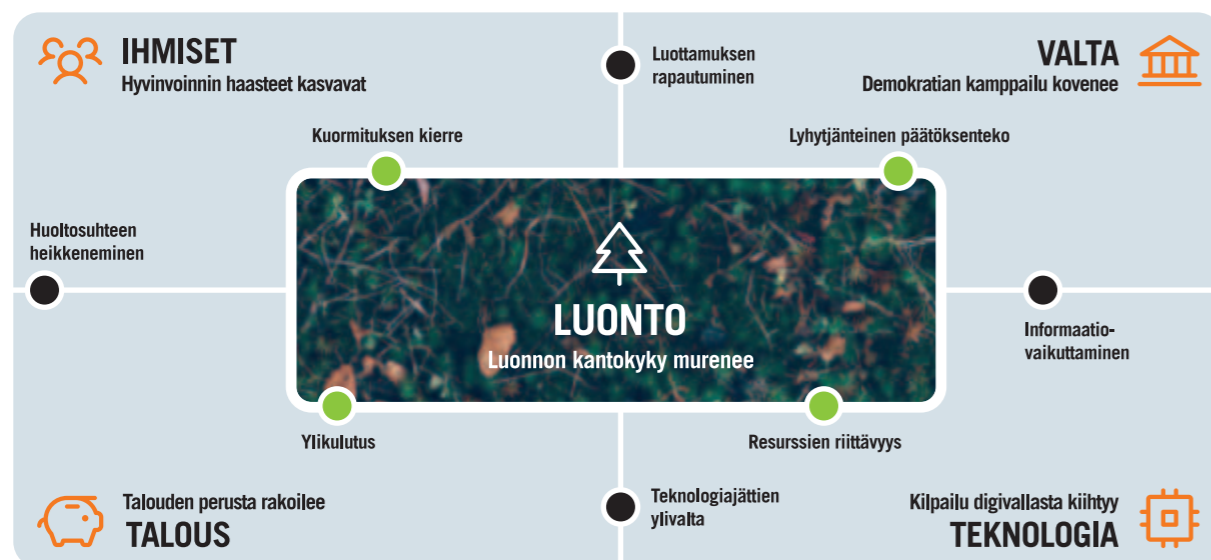 IHMISET
Hyvinvoinnin haasteet kasvavat
Luottamuksen
rapautuminen
VALTA
Demokratian kamppailu kovenee
Kuormituksen kierre
Lyhytjänteinen päätöksenteko
Huoltosuhteen
heikkeneminen
LUONTO
Luonnon kantokyky murenee
Informaatio-
vaikuttaminen
Ylikulutus
Resurssien riittävyys
Talouden perusta rakoilee
TALOUS
Teknologiajättien
ylivalta
Kilpailu digivallasta kiihtyy
TEKNOLOGIA